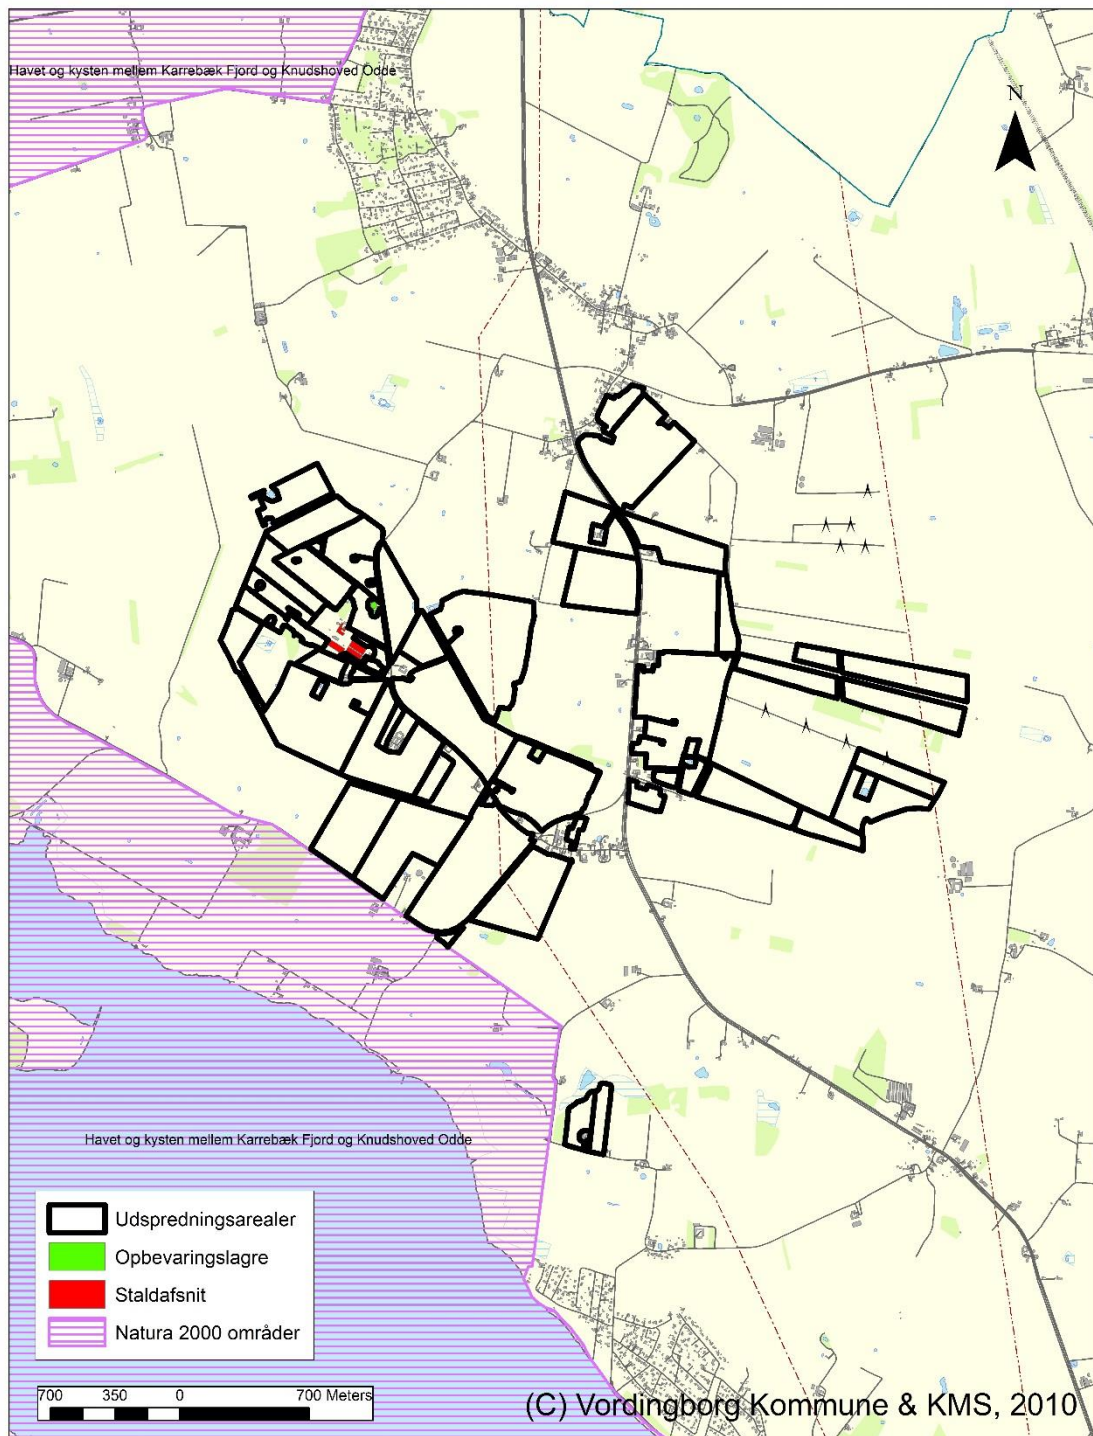 Havet og kysten mellem Karrebæk Fjord og Knudshoved Odde
N
Havet og kysten mellem Karrebæk Fjord og Knudshoved Odde
Udspredningsarealer
Opbevaringslagre
Staldafsnit
Natura 2000 områder
700 350 0 700 Meters
(C) Vordingborg Kommune & KMS, 2010